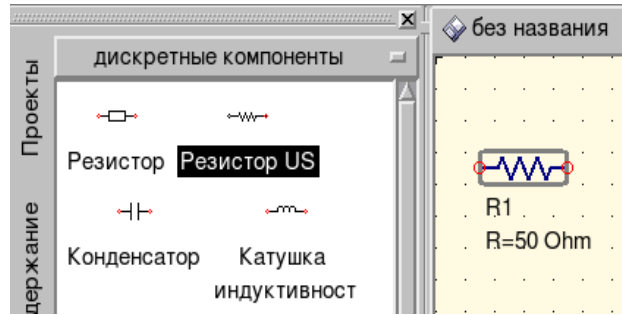 дискретные компоненты
без названия
Проекты
Резистор
Резистор US
Конденсатор
Катушка
индуктивност
R1
R=50 Ohm
держание